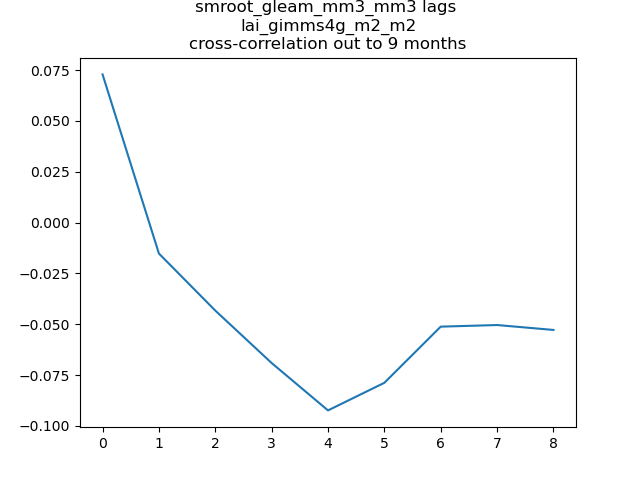 smroot_gleam_mm3_mm3 lags
lai_gimms4g_m2_m2
cross-correlation out to 9 months
0.075
0.050
0.025
0.000
−0.025
−0.050
−0.075
−0.100
0 1 2 3 4 5 6 7 8